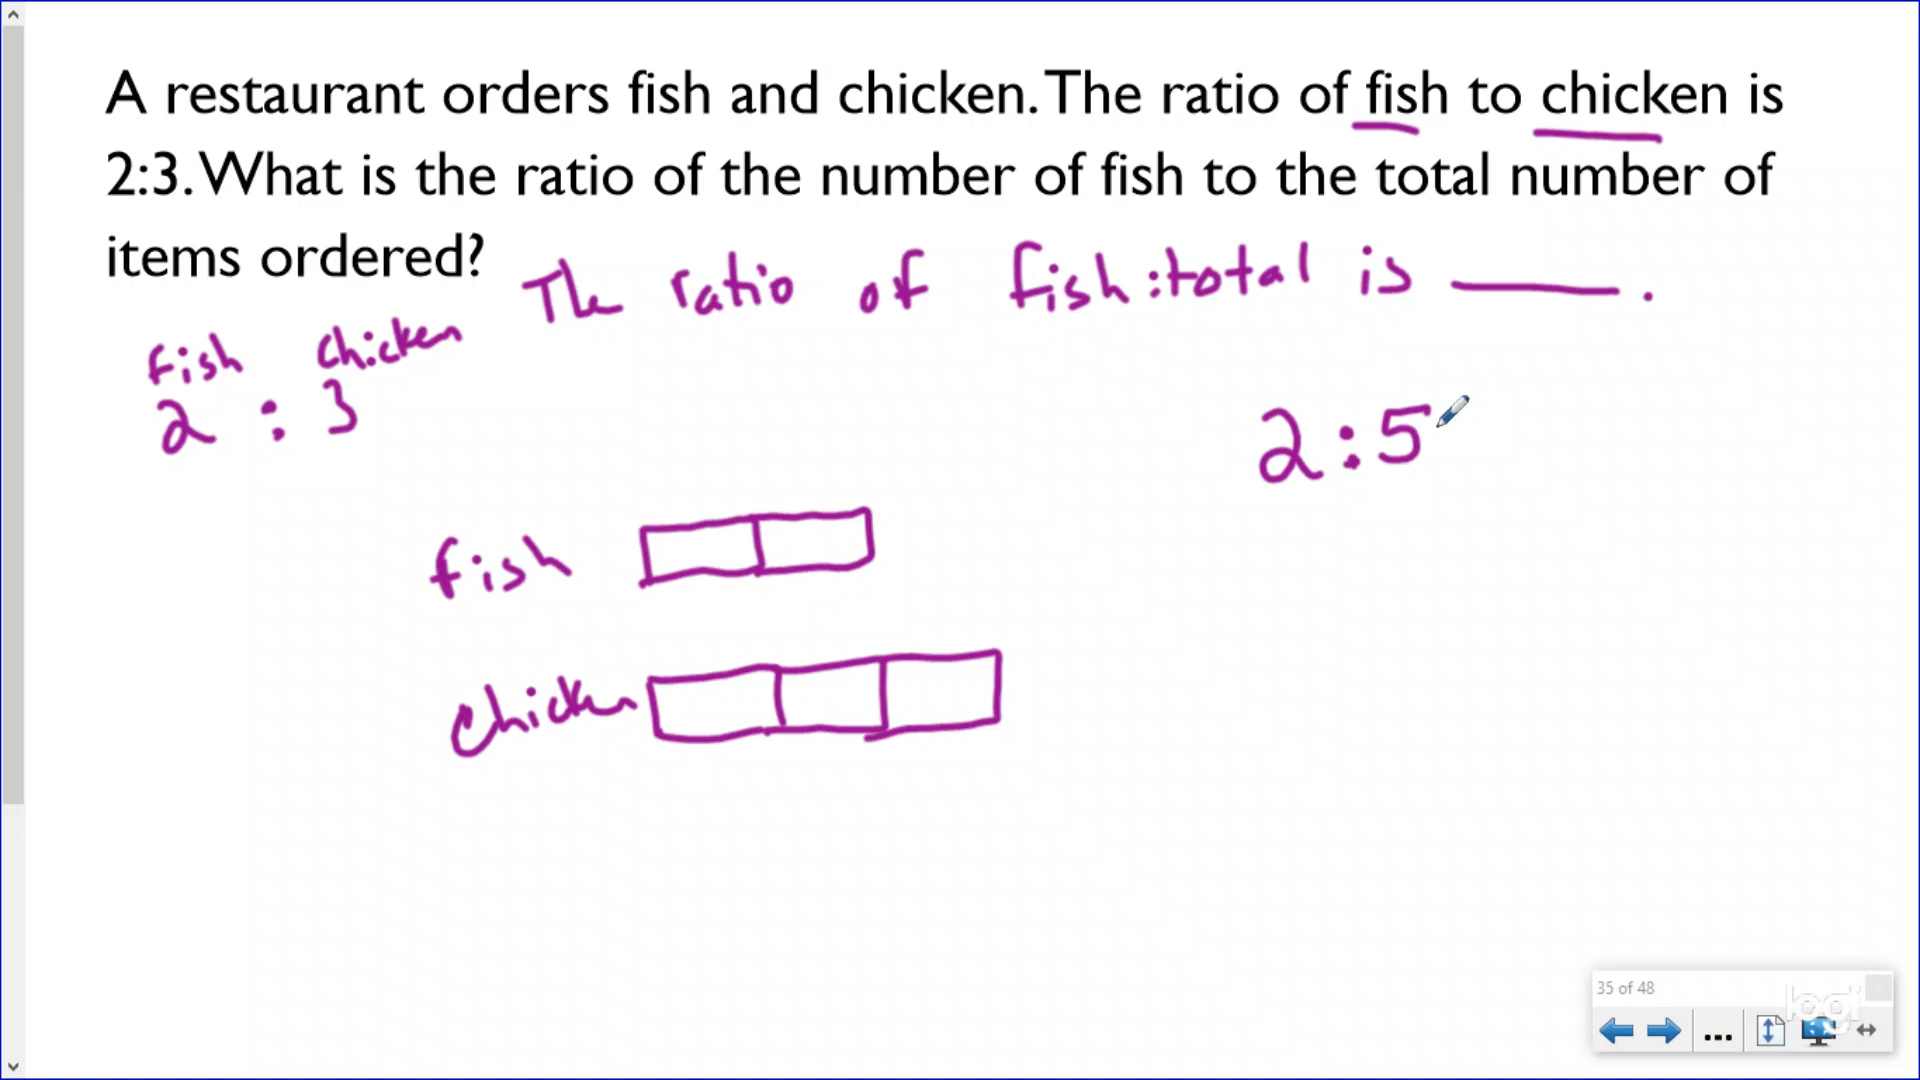 A restaurant orders fish and chicken. The ratio of fish to chicken is
2:3. What is the ratio of the number of fish to the total number of
items ordered?
The ratio of fish:total is ____.
fish chicken
2 : 3
2:5
fish
chicken
35 of 48
logi
...